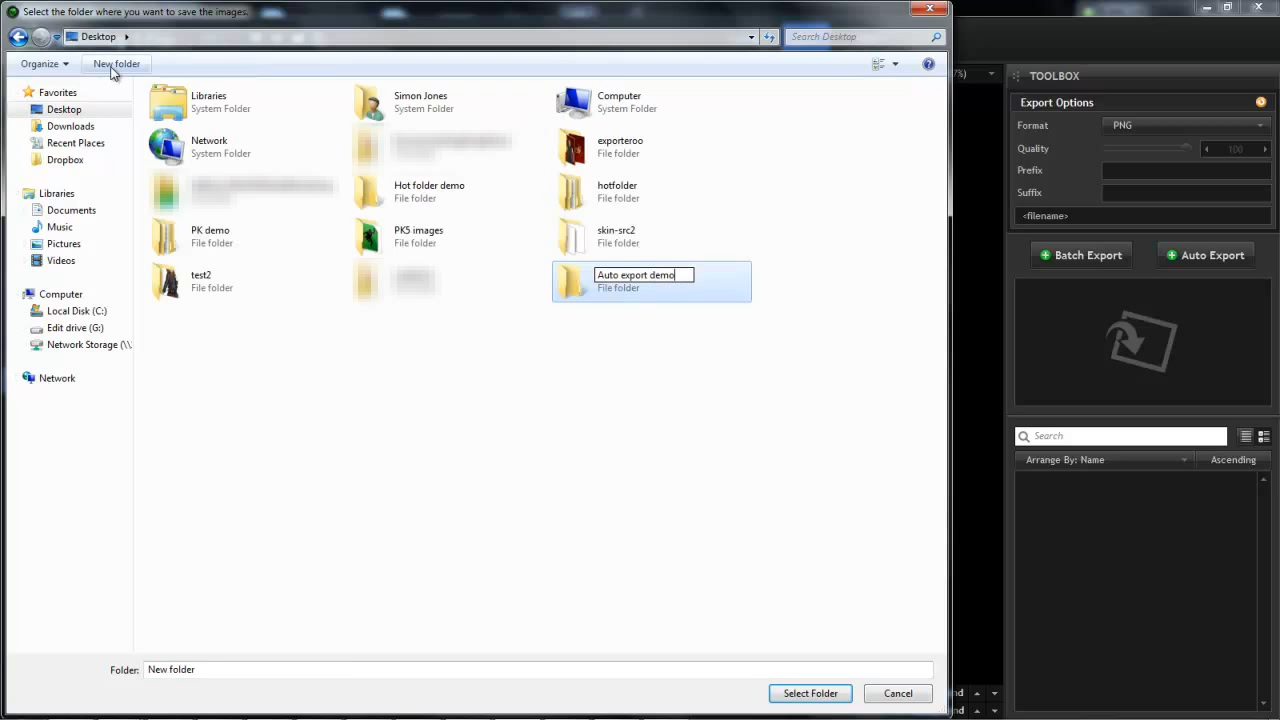 Select the folder where you want to save the images.
Desktop
Search Desktop
Organize
New folder
Favorites
Desktop
Downloads
Recent Places
Dropbox
Libraries
Documents
Music
Pictures
Videos
Computer
Local Disk (C:)
Edit drive (G:)
Network Storage (\\
Network
Libraries
System Folder
Simon Jones
System Folder
Computer
System Folder
Network
System Folder
exporteroo
File folder
Hot folder demo
File folder
hotfolder
File folder
PK demo
File folder
PK5 images
File folder
skin-src2
File folder
test2
File folder
Auto export demo
File folder
Folder:
New folder
Select Folder
Cancel
%)
TOOLBOX
Export Options
Format
PNG
Quality
100
Prefix
Suffix
<filename>
Batch Export
Auto Export
Search
Arrange By: Name
Ascending
nd
nd